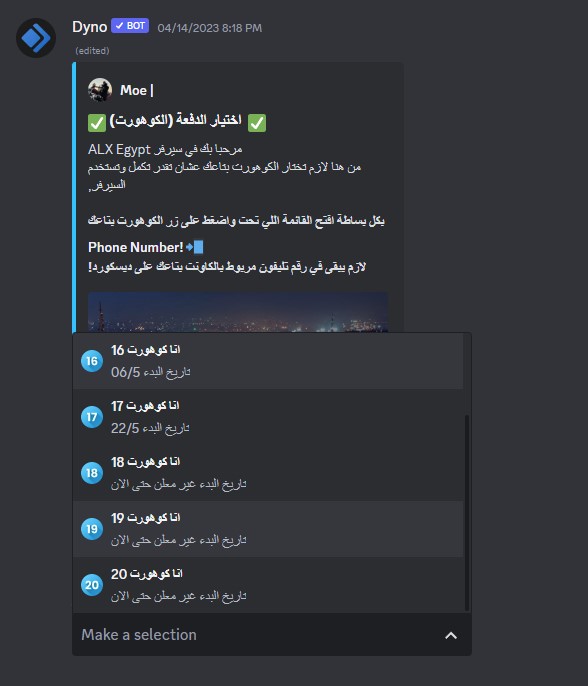 Dyno ✓ BOT 04/14/2023 8:18 PM
(edited)
Moe |
✅ اختيار الدفعة (الكوهورت) ✅
مرحبا بك في سيرفر ALX Egypt
من هنا لازم تختار الكوهورت بتاعك عشان تقدر تكمل وتستخدم
السيرفر,
بكل بساطة افتح القائمة اللي تحت واضغط على زر الكوهورت بتاعك
Phone Number! 📲
لازم يبقى في رقم تليفون مربوط بالكاونت بتاعك على ديسكورد!
16
انا كوهورت 16
تاريخ البدء 06/5
17
انا كوهورت 17
تاريخ البدء 22/5
18
انا كوهورت 18
تاريخ البدء غير معلن حتى الان
19
انا كوهورت 19
تاريخ البدء غير معلن حتى الان
20
انا كوهورت 20
تاريخ البدء غير معلن حتى الان
Make a selection